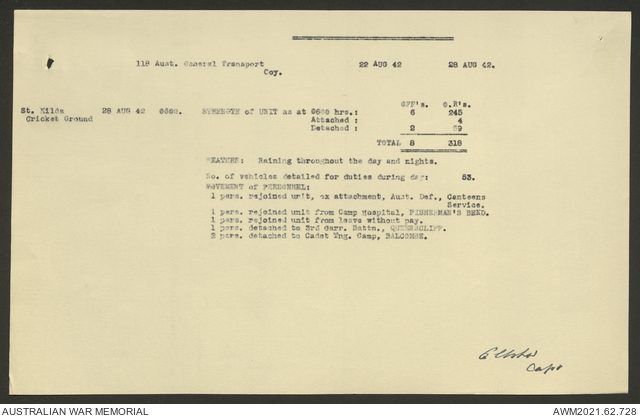 118 Aust. General Transport 22 AUG 42 28 AUG 42.
Coy.
OFF's. O.R's.
St. Kilda 28 AUG 42 0600. STRENGTH of UNIT as at 0600 hrs.: 6 245
Cricket Ground Attached : 4
Detached : 2 69
TOTAL 8 318
WEATHER: Raining throughout the day and nights.
No. of vehicles detailed for duties during day: 53.
MOVEMENT of PERSONNEL:
1 pers. rejoined unit, ex attachment, Aust. Def., Canteens
Service.
1 pers. rejoined unit from Camp Hospital, FISHERMAN'S BEND.
1 pers. rejoined unit from leave without pay.
1 pers. detached to 3rd Garr. Battn., QUEENSCLIFF.
2 pers. detached to Cadet Tng. Camp, BALCOMBE.
Capt
AUSTRALIAN WAR MEMORIAL AWM2021.62.728